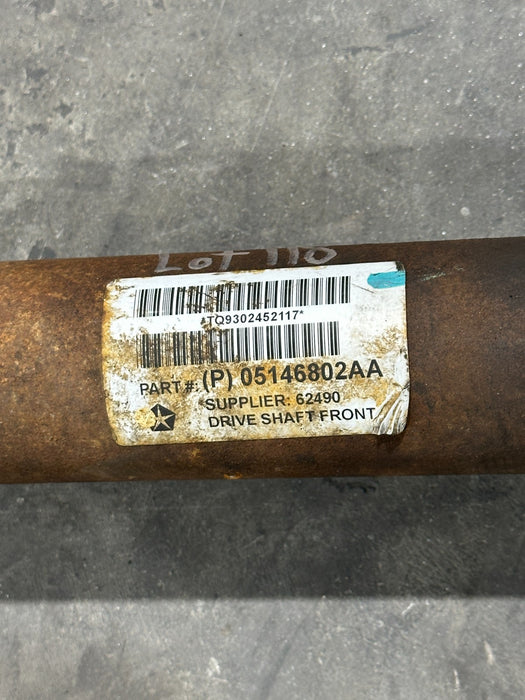 Lot 110
*TQ9302452117*
PART #: (P) 05146802AA
SUPPLIER: 62490
DRIVE SHAFT FRONT